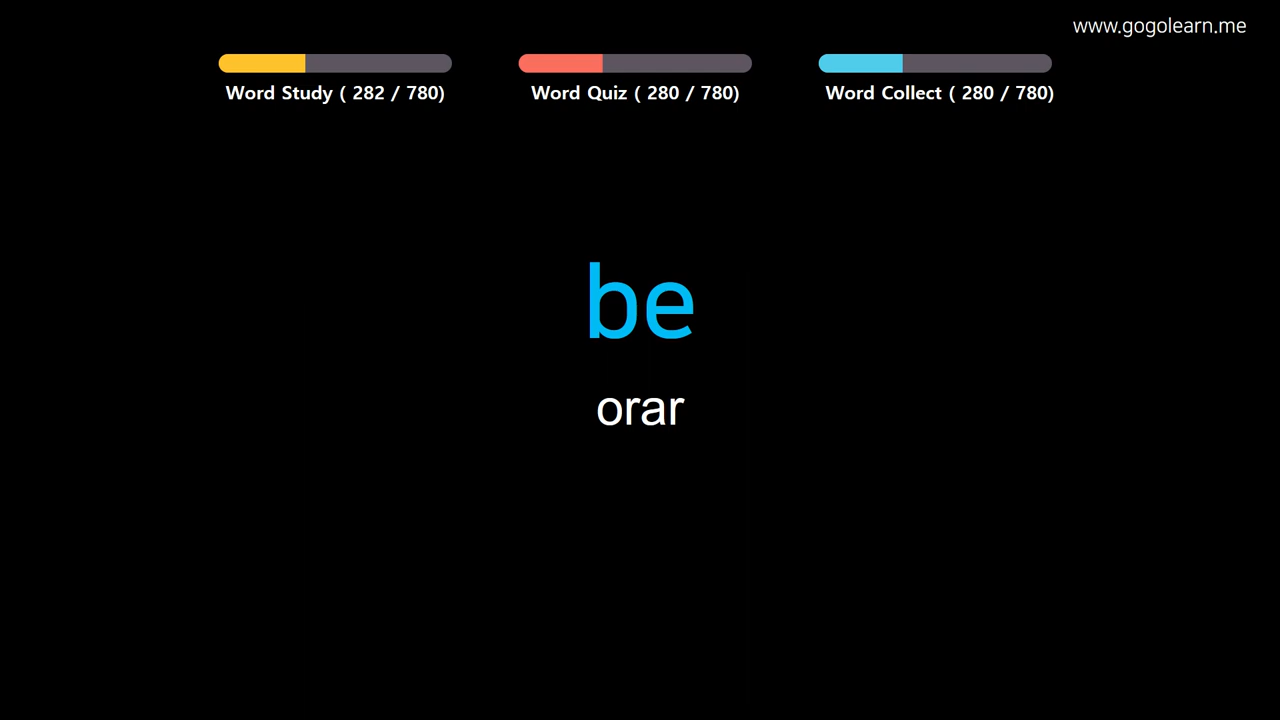 www.gogolearn.me
Word Study ( 282 / 780)
Word Quiz ( 280 / 780)
Word Collect ( 280 / 780)
be
orar